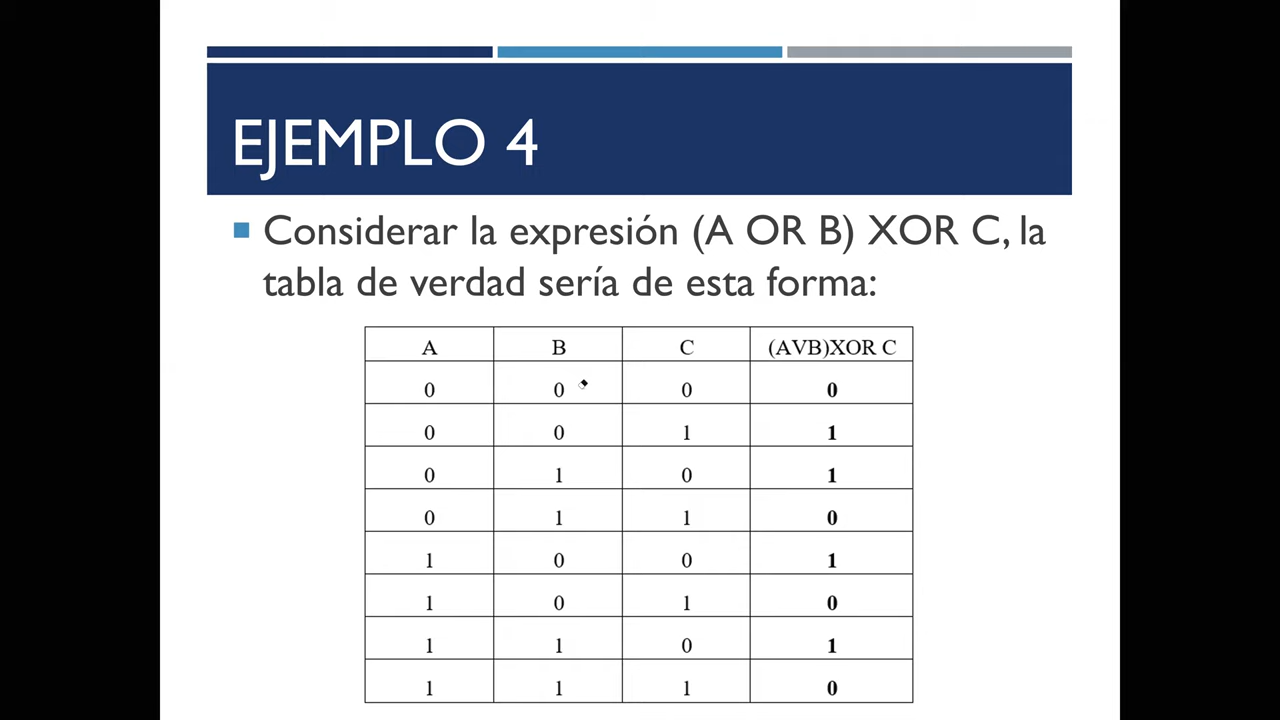 EJEMPLO 4
Considerar la expresión (A OR B) XOR C, la
tabla de verdad sería de esta forma:
A B C (AVB)XOR C
0 0 0 0
0 0 1 1
0 1 0 1
0 1 1 0
1 0 0 1
1 0 1 0
1 1 0 1
1 1 1 0